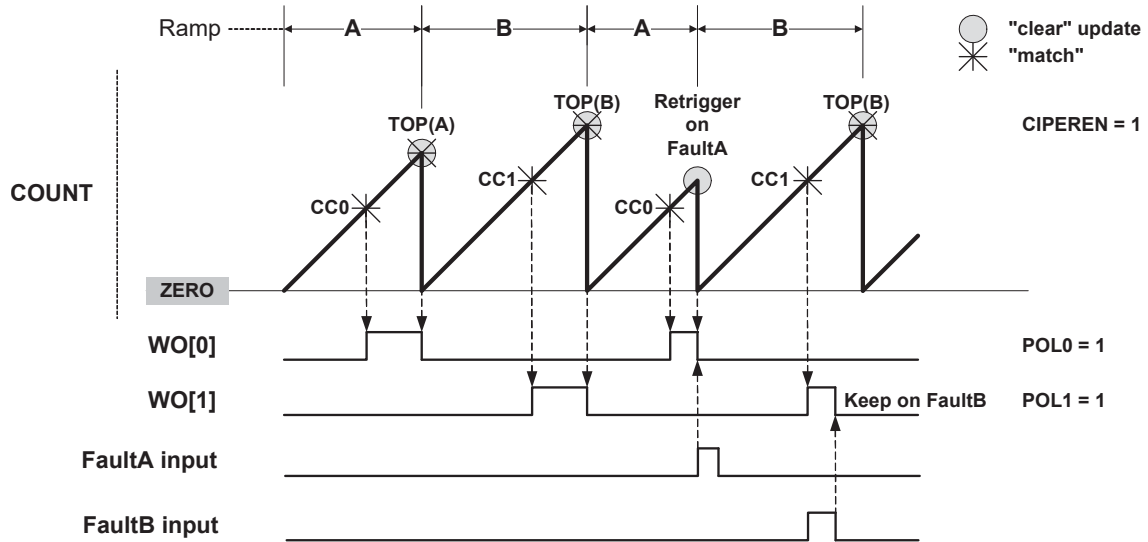 Ramp
A
B
A
B
"clear" update
"match"
TOP(A)
TOP(B)
Retrigger
on
FaultA
TOP(B)
CIPEREN = 1
COUNT
CC0
CC1
CC0
CC1
ZERO
WO[0]
POL0 = 1
WO[1]
Keep on FaultB
POL1 = 1
FaultA input
FaultB input